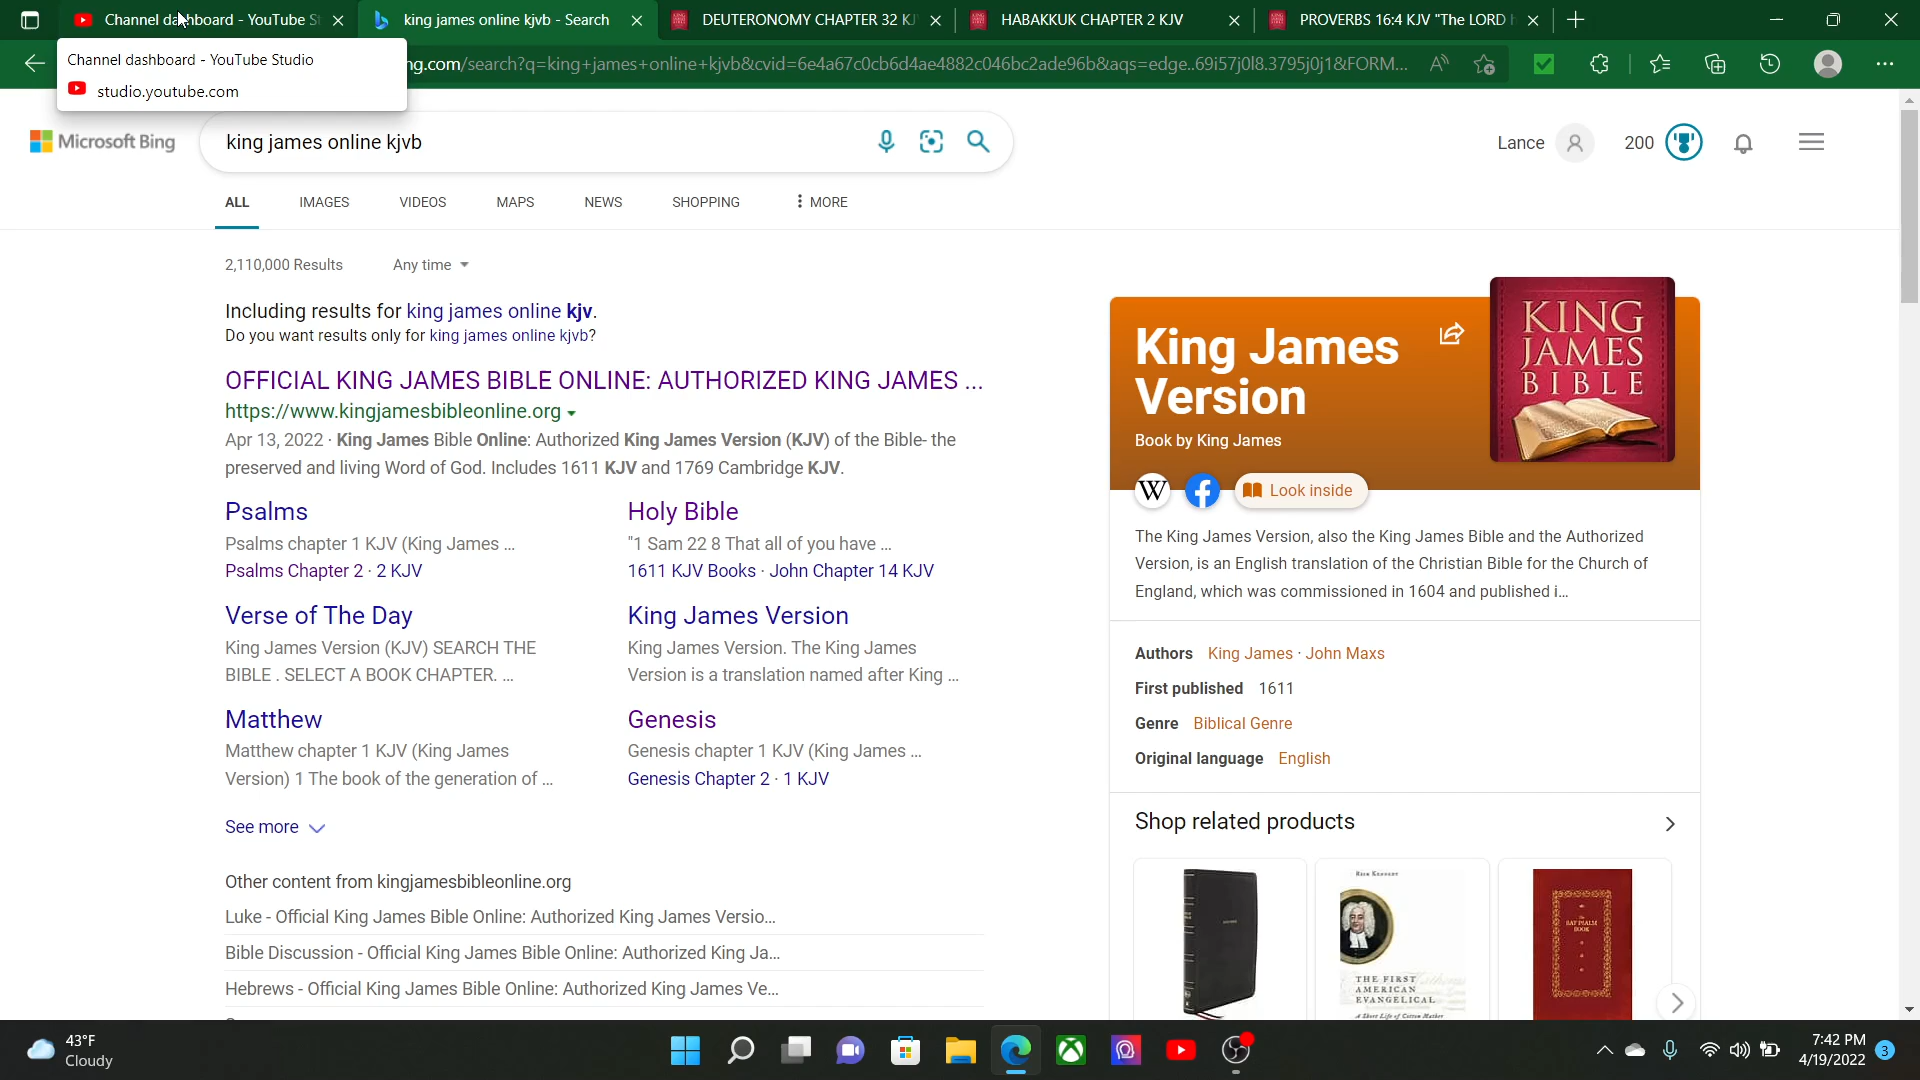 Channel dashboard - YouTube S
king james online kjvb - Search
DEUTERONOMY CHAPTER 32 KJ
HABAKKUK CHAPTER 2 KJV
PROVERBS 16:4 KJV "The LORD h
Channel dashboard - YouTube Studio
studio.youtube.com
ng.com/search?q=king+james+online+kjvb&cvid=6e4a67c0cb6d4ae4882c046bc2ade96b&aqs=edge..69i57j0l8.3795j0j1&FORM...
Microsoft Bing
king james online kjvb
Lance
200
ALL IMAGES VIDEOS MAPS NEWS SHOPPING MORE
2,110,000 Results Any time
Including results for king james online kjv.
Do you want results only for king james online kjvb?
OFFICIAL KING JAMES BIBLE ONLINE: AUTHORIZED KING JAMES ...
https://www.kingjamesbibleonline.org
Apr 13, 2022 · King James Bible Online: Authorized King James Version (KJV) of the Bible- the
preserved and living Word of God. Includes 1611 KJV and 1769 Cambridge KJV.
Psalms
Psalms chapter 1 KJV (King James ...
Psalms Chapter 2 · 2 KJV
Holy Bible
"1 Sam 22 8 That all of you have ...
1611 KJV Books · John Chapter 14 KJV
Verse of The Day
King James Version (KJV) SEARCH THE
BIBLE . SELECT A BOOK CHAPTER. ...
King James Version
King James Version. The King James
Version is a translation named after King ...
Matthew
Matthew chapter 1 KJV (King James
Version) 1 The book of the generation of ...
Genesis
Genesis chapter 1 KJV (King James ...
Genesis Chapter 2 · 1 KJV
See more
Other content from kingjamesbibleonline.org
Luke - Official King James Bible Online: Authorized King James Versio...
Bible Discussion - Official King James Bible Online: Authorized King Ja...
Hebrews - Official King James Bible Online: Authorized King James Ve...
King James
Version
Book by King James
KING
JAMES
BIBLE
W
Look inside
The King James Version, also the King James Bible and the Authorized
Version, is an English translation of the Christian Bible for the Church of
England, which was commissioned in 1604 and published i...
Authors King James · John Maxs
First published 1611
Genre Biblical Genre
Original language English
Shop related products
RICK KENNEDY
THE FIRST
AMERICAN
EVANGELICAL
A Short Life of Cotton Mather
The
BAY PSALM
BOOK
43°F
Cloudy
7:42 PM
4/19/2022
3